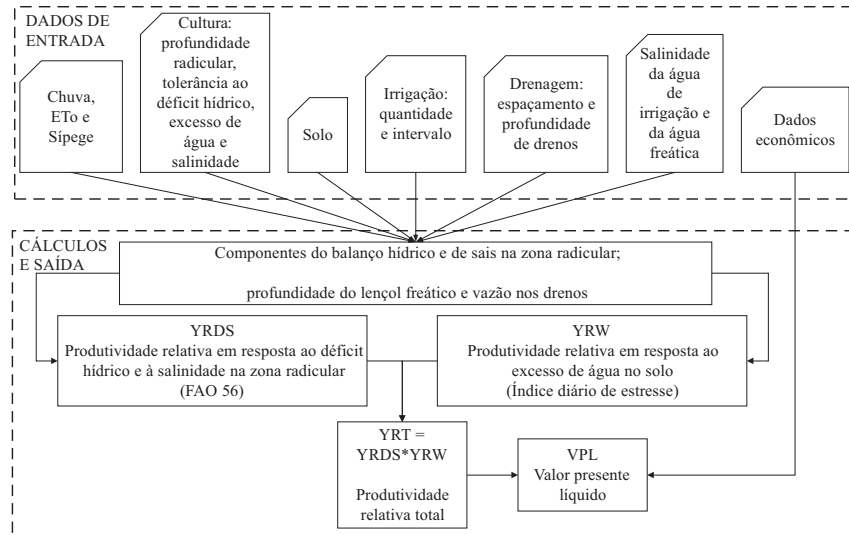 DADOS DE
ENTRADA
Chuva,
ETo e
Sípege
Cultura:
profundidade
radicular,
tolerância ao
déficit hídrico,
excesso de
água e
salinidade
Solo
Irrigação:
quantidade
e intervalo
Drenagem:
espaçamento e
profundidade
de drenos
Salinidade
da água
de
irrigação e
da água
freática
Dados
econômicos
CÁLCULOS
E SAÍDA
Componentes do balanço hídrico e de sais na zona radicular;
profundidade do lençol freático e vazão nos drenos
YRDS
Produtividade relativa em resposta ao déficit
hídrico e à salinidade na zona radicular
(FAO 56)
YRW
Produtividade relativa em resposta ao
excesso de água no solo
(Índice diário de estresse)
YRT =
YRDS*YRW
Produtividade
relativa total
VPL
Valor presente
líquido